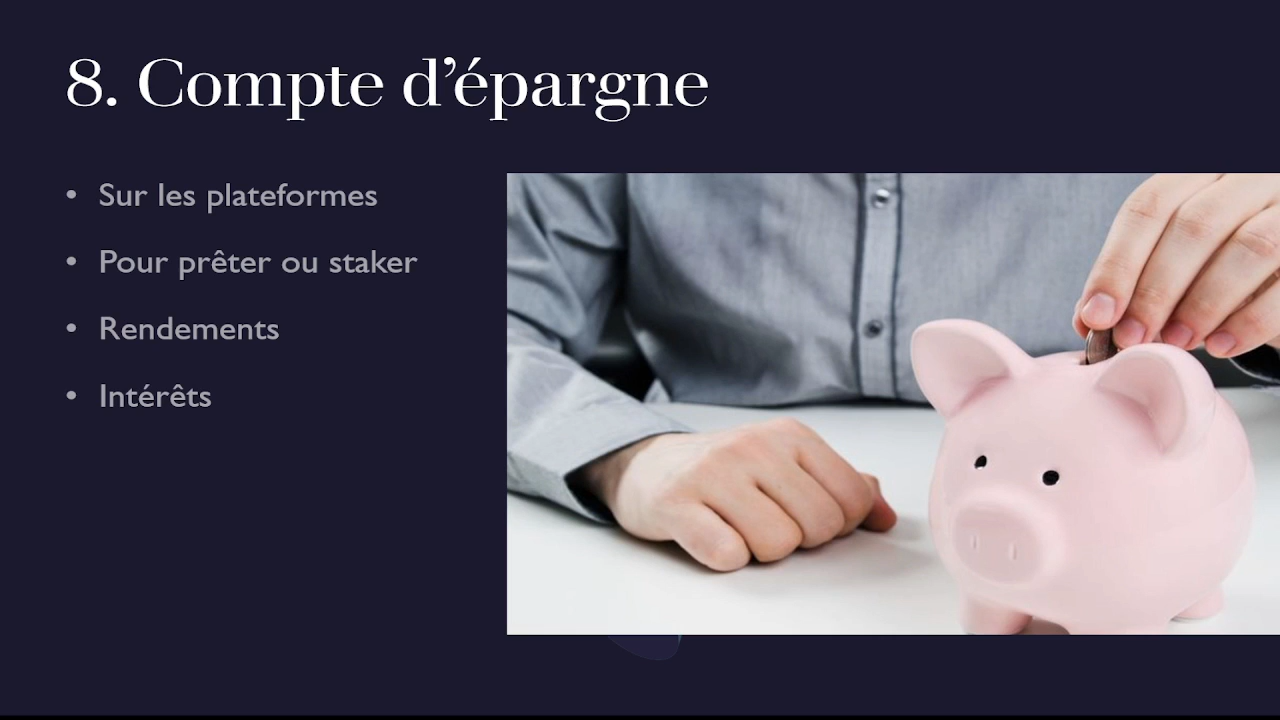 8. Compte d’épargne
• Sur les plateformes
• Pour prêter ou staker
• Rendements
• Intérêts